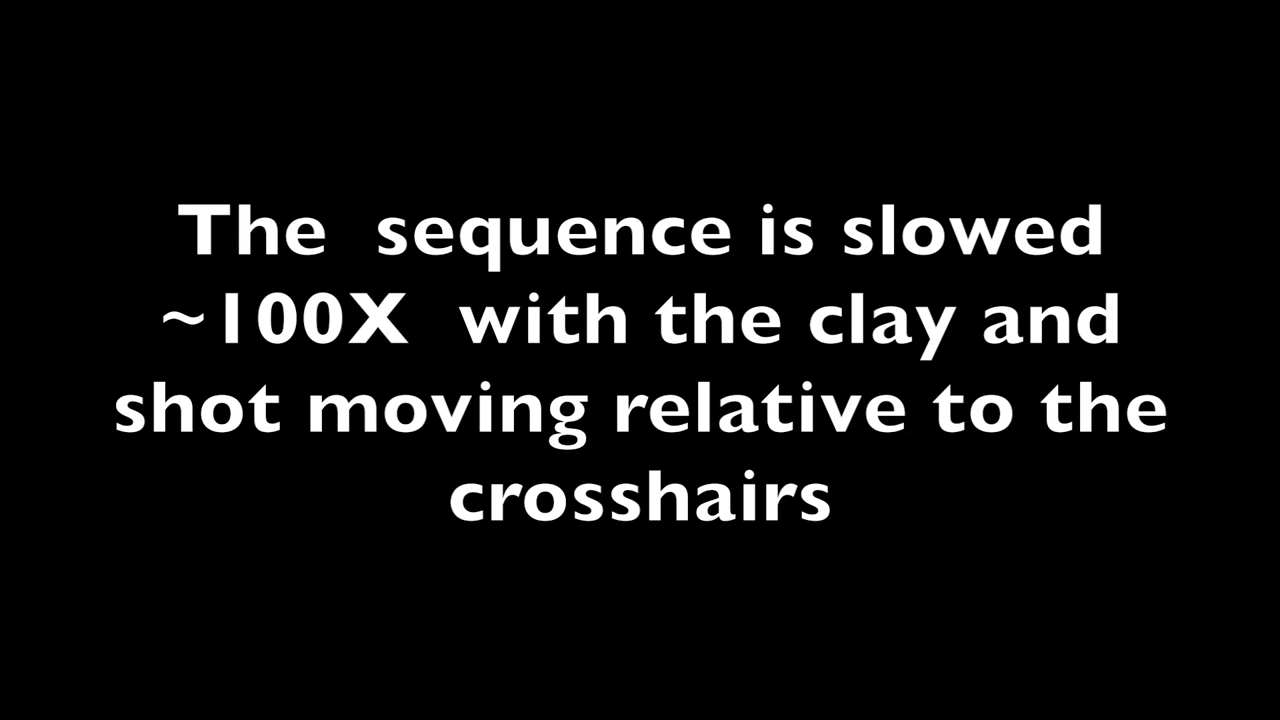 The  sequence is slowed
~100X  with the clay and
shot moving relative to the
crosshairs